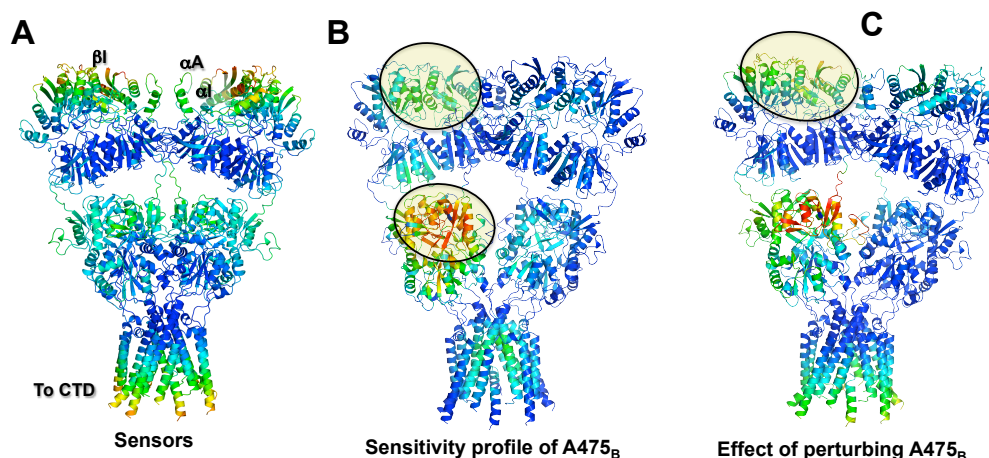 A
B
C
βI
αA
αI
To CTD
Sensors
Sensitivity profile of A475B
Effect of perturbing A475B